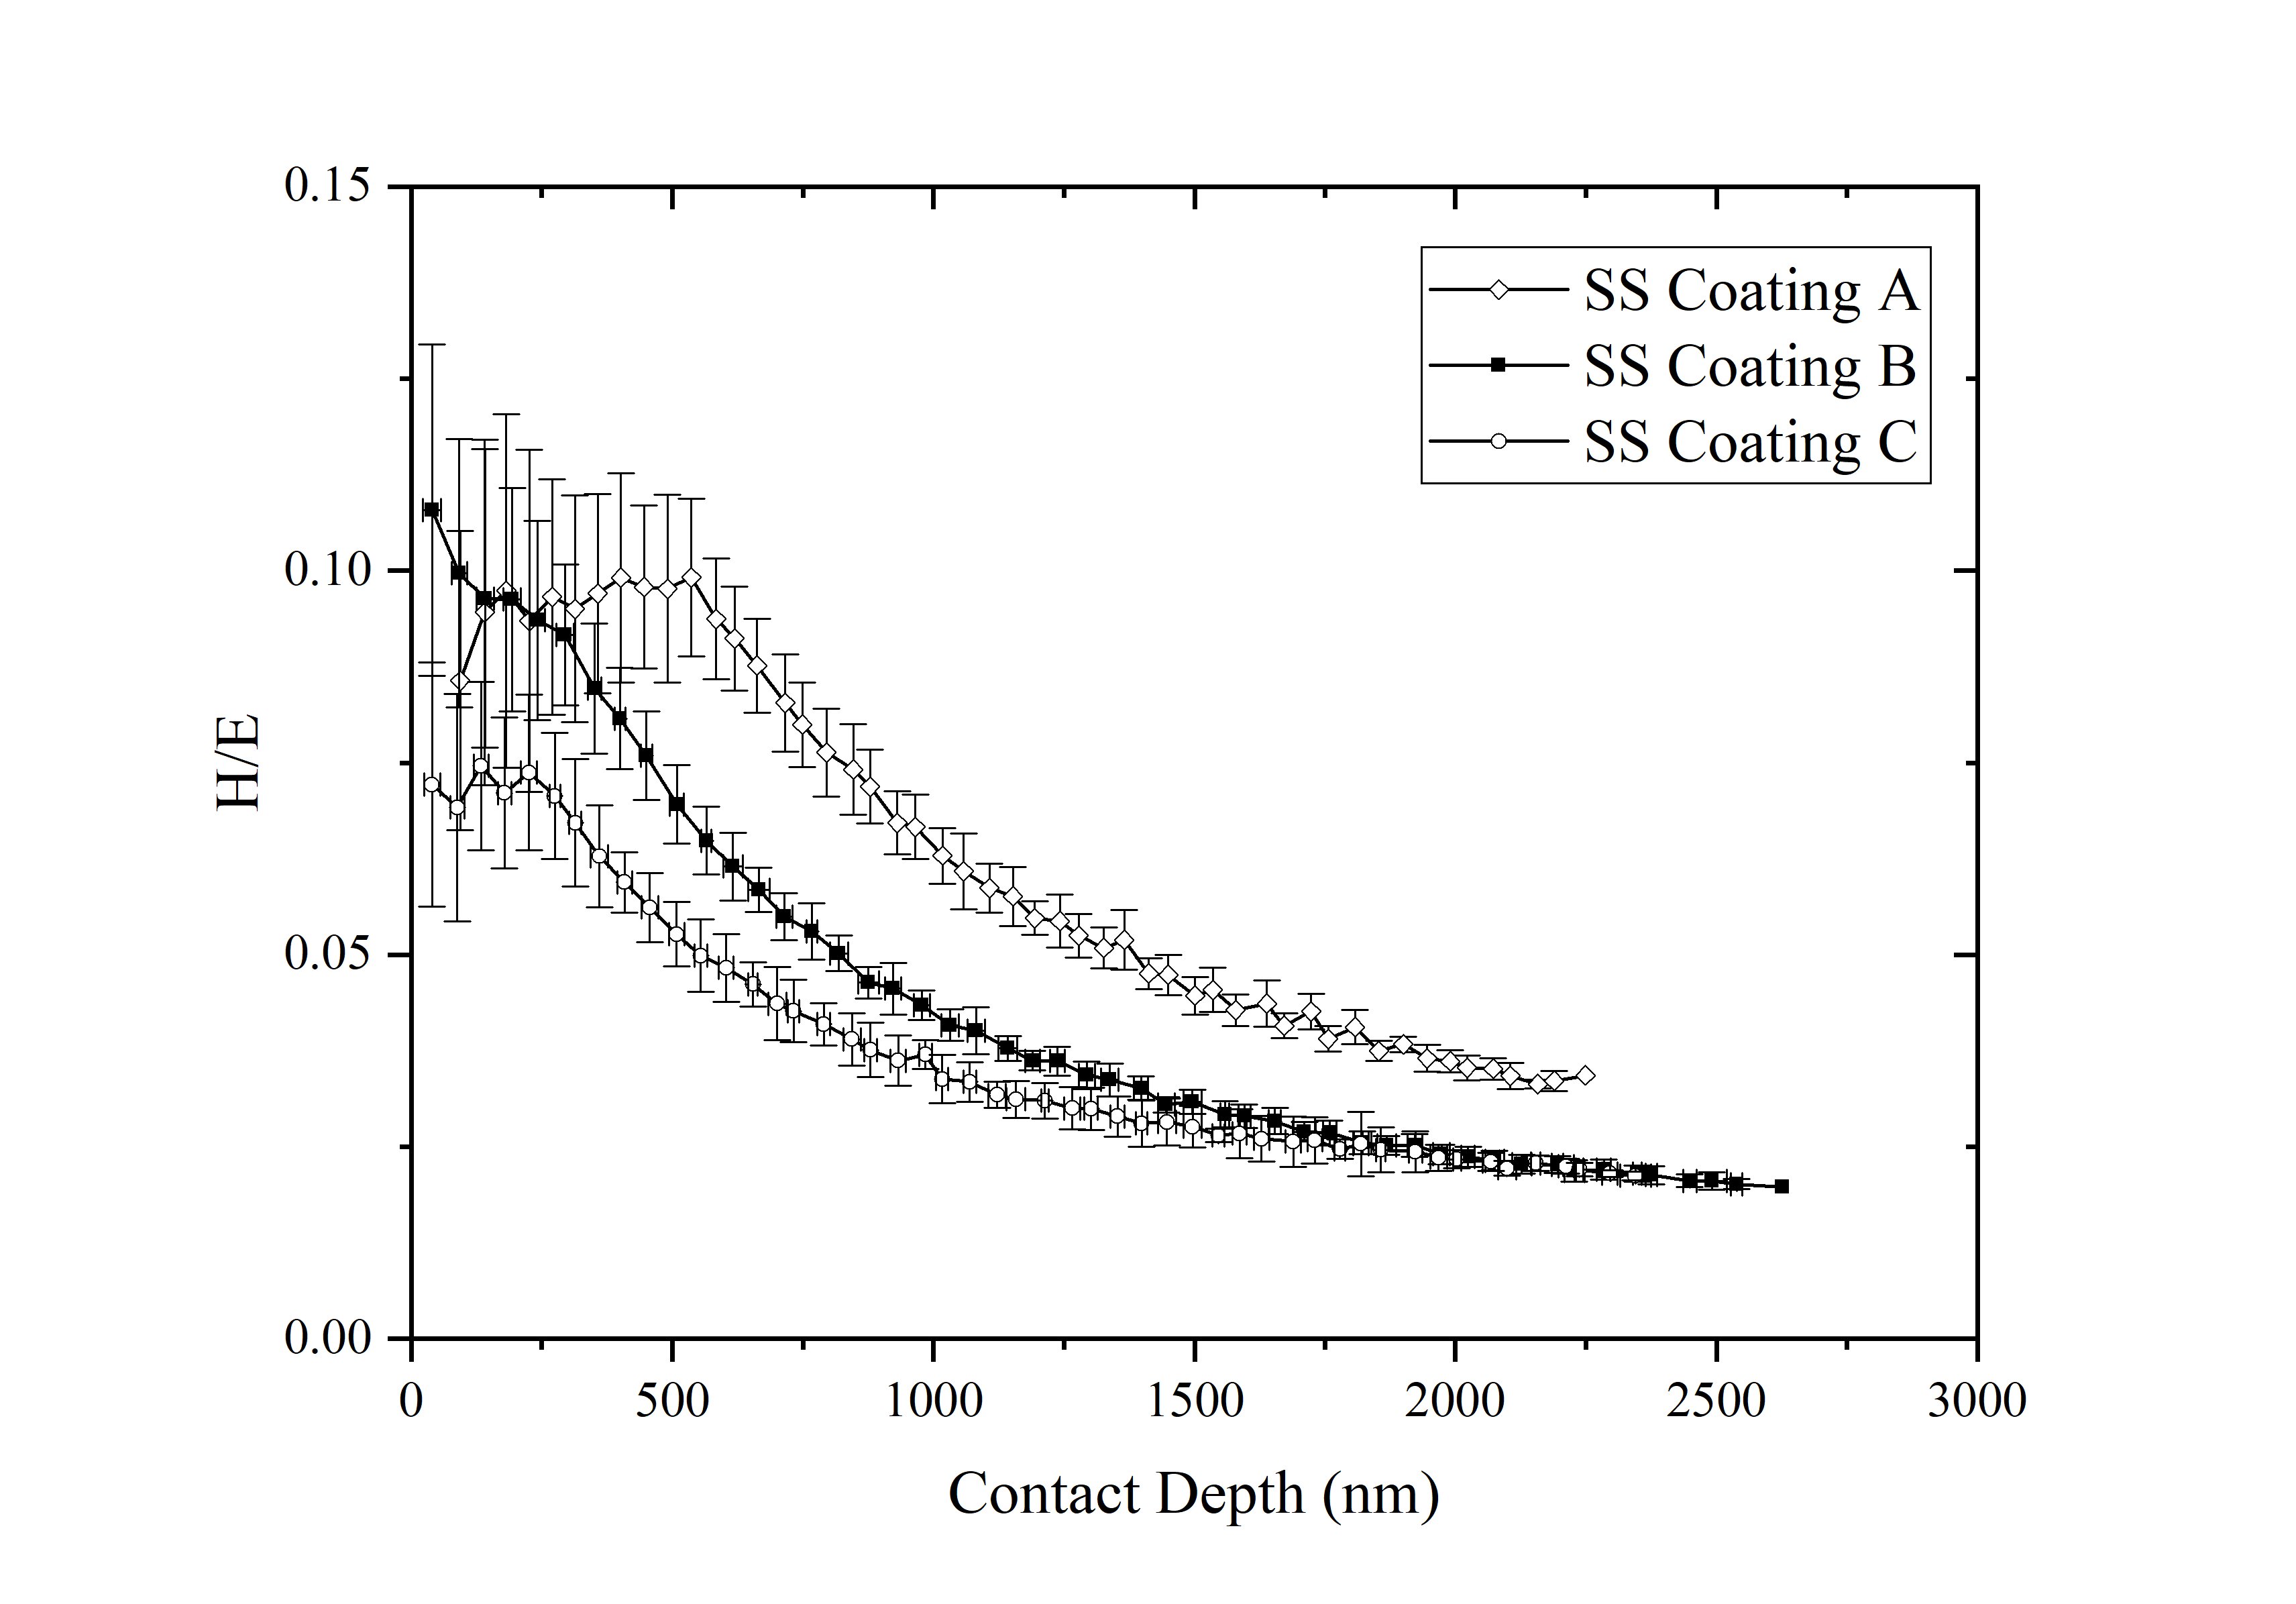 0.15
0.10
0.05
0.00
H/E
SS Coating A
SS Coating B
SS Coating C
0 500 1000 1500 2000 2500 3000
Contact Depth (nm)